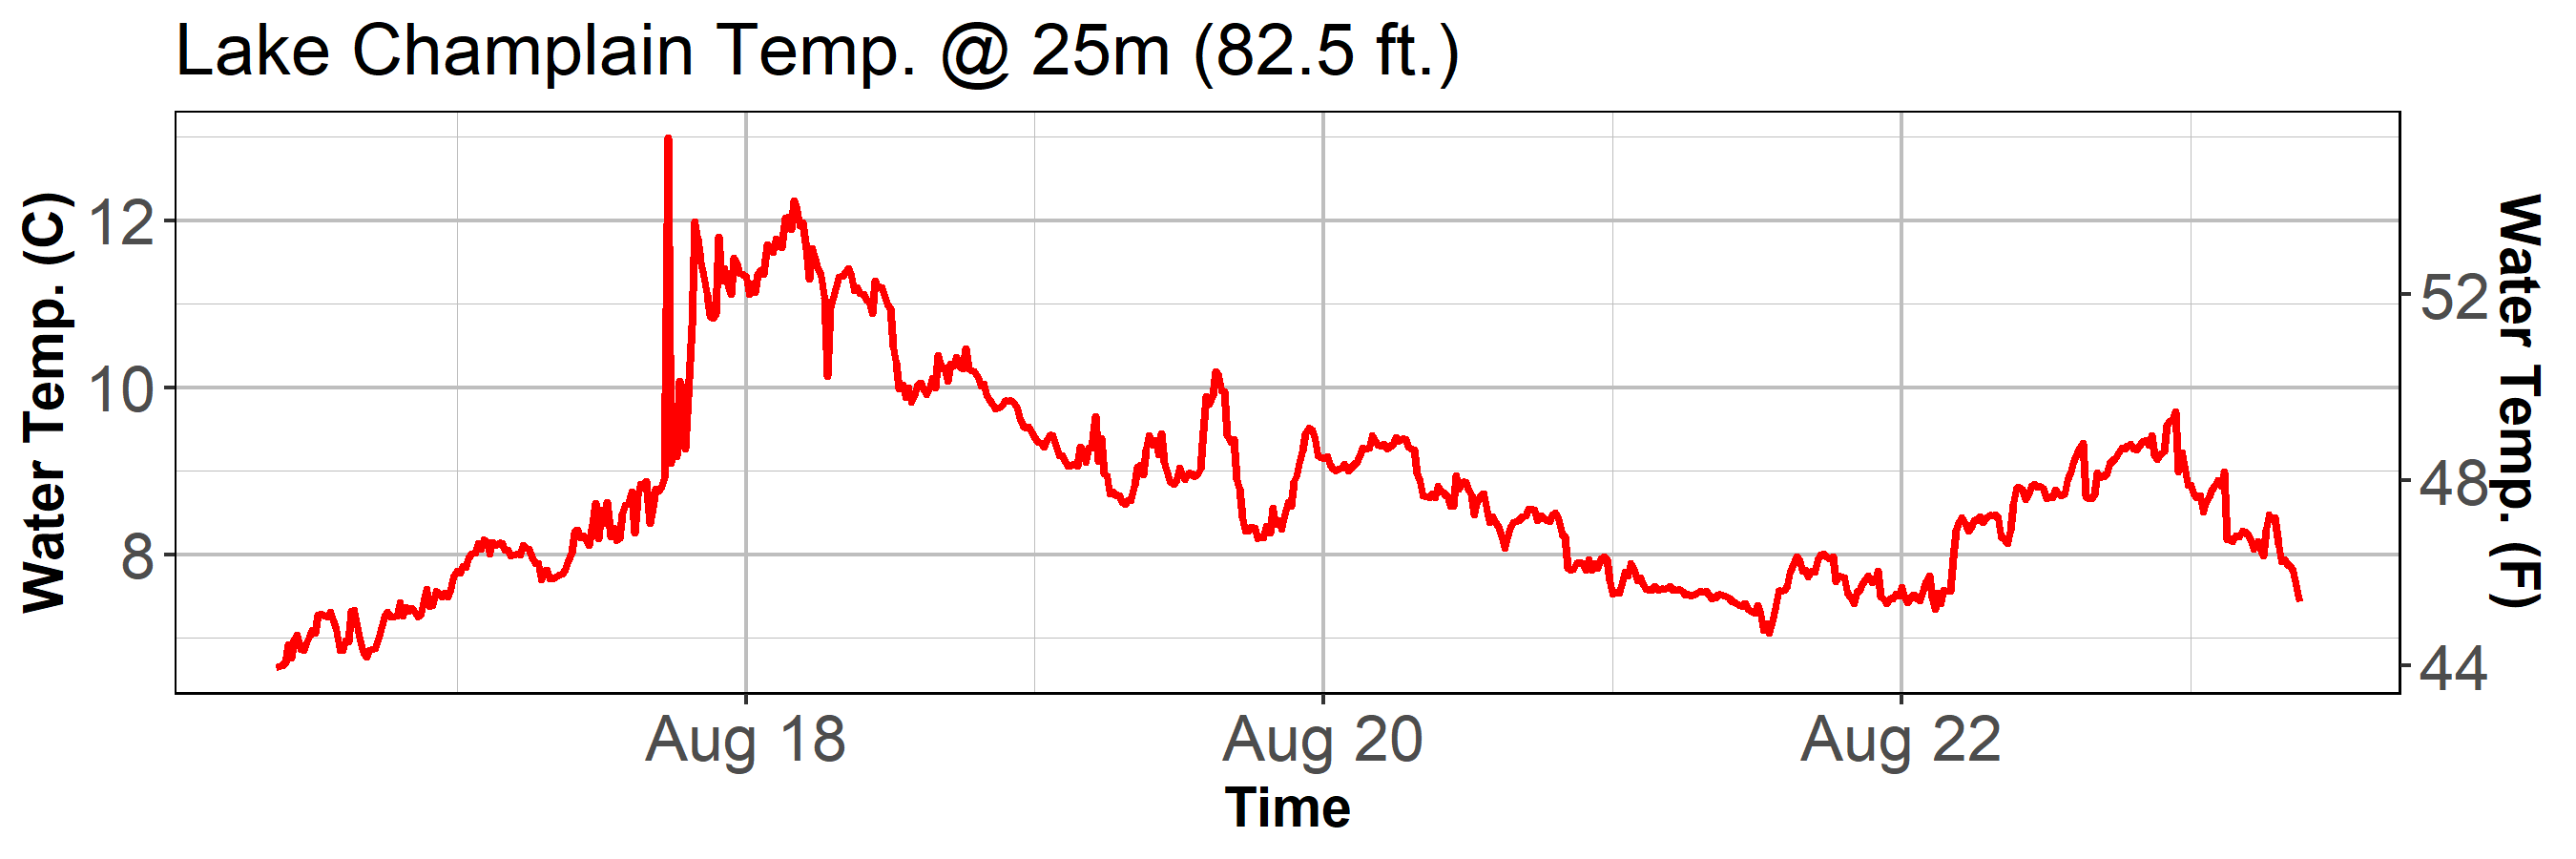 Lake Champlain Temp. @ 25m (82.5 ft.)
Water Temp. (C)
12
10
8
52
48
44
Water Temp. (F)
Aug 18 Aug 20 Aug 22
Time